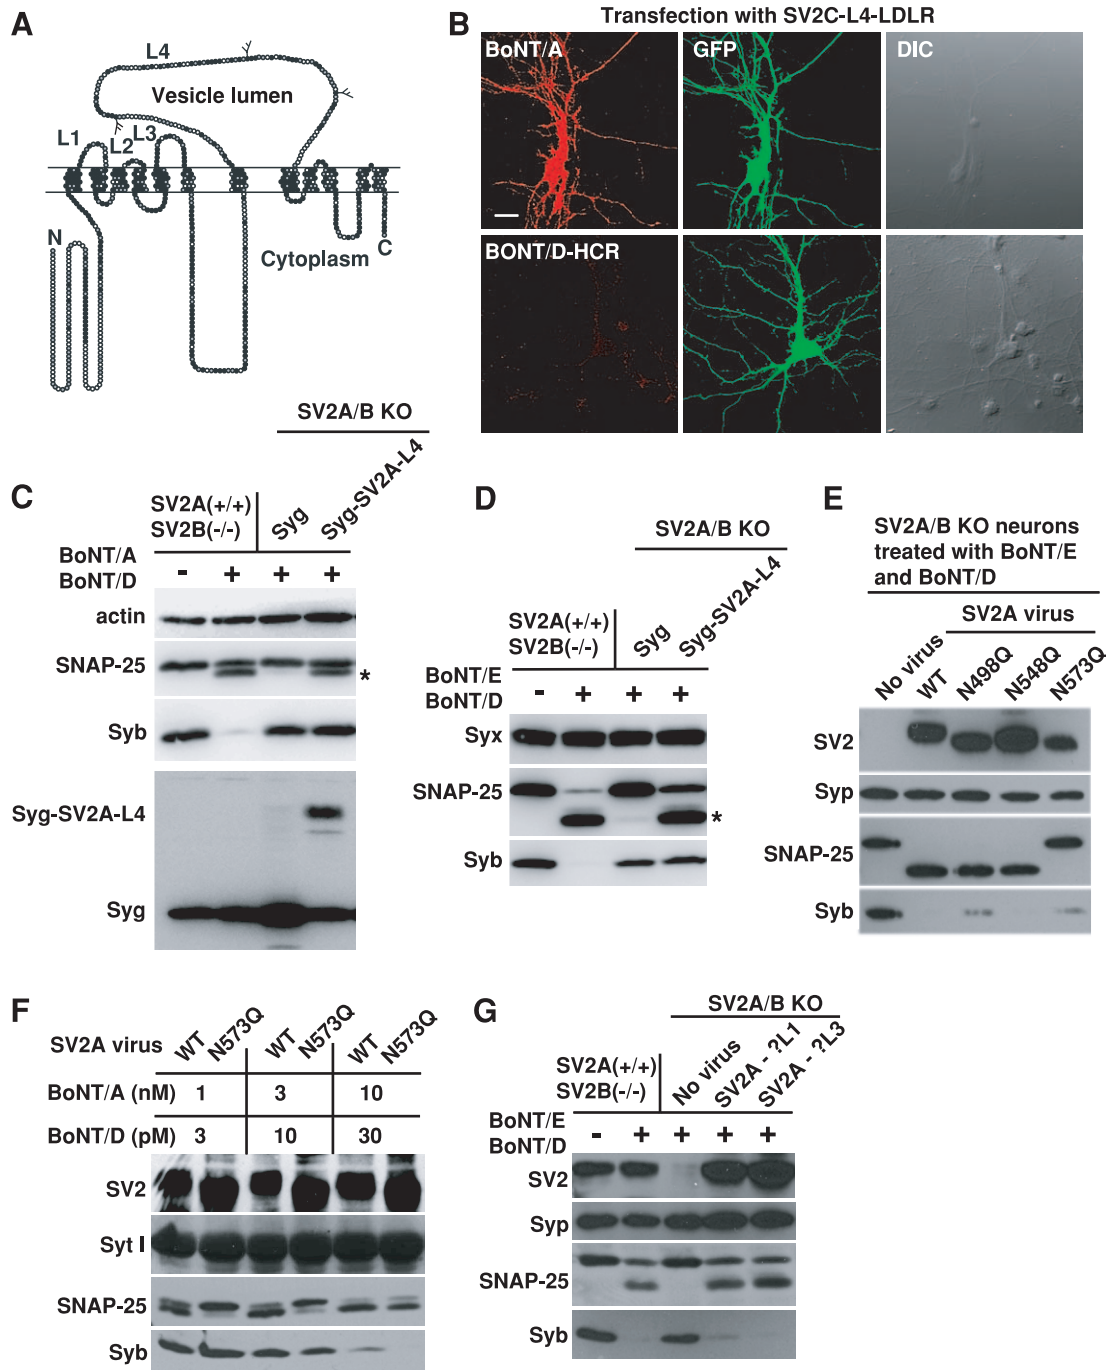 A
L4
Vesicle lumen
L1
L2
L3
N
C
Cytoplasm
B
Transfection with SV2C-L4-LDLR
BoNT/A
GFP
DIC
BONT/D-HCR
C
SV2A/B KO
SV2A(+/+)
SV2B(-/-)
Syg
Syg-SV2A-L4
BoNT/A
BoNT/D
- + + +
actin
SNAP-25
*
Syb
Syg-SV2A-L4
Syg
D
SV2A/B KO
SV2A(+/+)
SV2B(-/-)
Syg
Syg-SV2A-L4
BoNT/E
BoNT/D
- + + +
Syx
SNAP-25
*
Syb
E
SV2A/B KO neurons
treated with BoNT/E
and BoNT/D
SV2A virus
No virus
WT
N498Q
N548Q
N573Q
SV2
Syp
SNAP-25
Syb
F
SV2A virus
WT N573Q WT N573Q WT N573Q
BoNT/A (nM) 1 3 10
BoNT/D (pM) 3 10 30
SV2
Syt I
SNAP-25
Syb
G
SV2A/B KO
SV2A(+/+)
SV2B(-/-)
No virus
SV2A - ?L1
SV2A - ?L3
BoNT/E
BoNT/D
- + + + +
SV2
Syp
SNAP-25
Syb